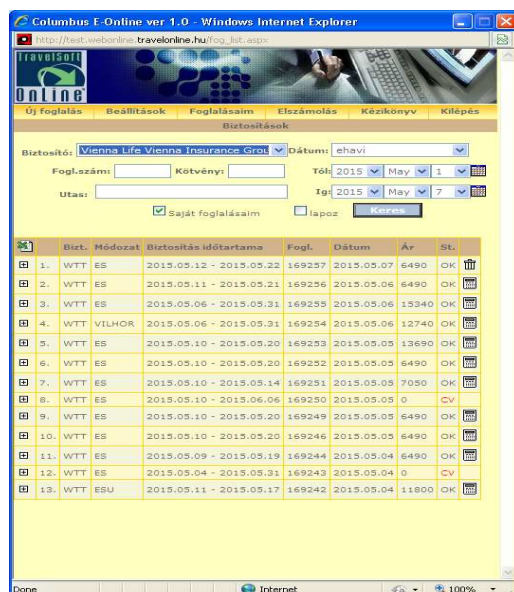 Columbus E-Online ver 1.0 - Windows Internet Explorer
http://test.webonline.travelonline.hu/fog_list.aspx
TravelSoft
OnLine
Új foglalás Beállítások Foglalásaim Elszámolás Kézikönyv Kilépés
Biztosítások
Biztosító: Vienna Life Vienna Insurance Grou Dátum: ehavi
Fogl.szám: Kötvény: Tól: 2015 May 1
Utas: Ig: 2015 May 7
Saját foglalásaim lapoz Keres
Bizt. Módozat Biztosítás időtartama Fogl. Dátum Ár St.
1. WTT ES 2015.05.12 - 2015.05.22 169257 2015.05.07 6490 OK
2. WTT ES 2015.05.11 - 2015.05.21 169256 2015.05.06 6490 OK
3. WTT ES 2015.05.06 - 2015.05.31 169255 2015.05.06 15340 OK
4. WTT VILHOR 2015.05.06 - 2015.05.31 169254 2015.05.06 12740 OK
5. WTT ES 2015.05.10 - 2015.05.20 169253 2015.05.05 13690 OK
6. WTT ES 2015.05.10 - 2015.05.20 169252 2015.05.05 6490 OK
7. WTT ES 2015.05.10 - 2015.05.14 169251 2015.05.05 7050 OK
8. WTT ES 2015.05.10 - 2015.06.06 169250 2015.05.05 0 CV
9. WTT ES 2015.05.10 - 2015.05.20 169249 2015.05.05 6490 OK
10. WTT ES 2015.05.10 - 2015.05.20 169246 2015.05.05 6490 OK
11. WTT ES 2015.05.09 - 2015.05.19 169244 2015.05.04 6490 OK
12. WTT ES 2015.05.04 - 2015.05.31 169243 2015.05.04 0 CV
13. WTT ESU 2015.05.11 - 2015.05.17 169242 2015.05.04 11800 OK
Done Internet 100%